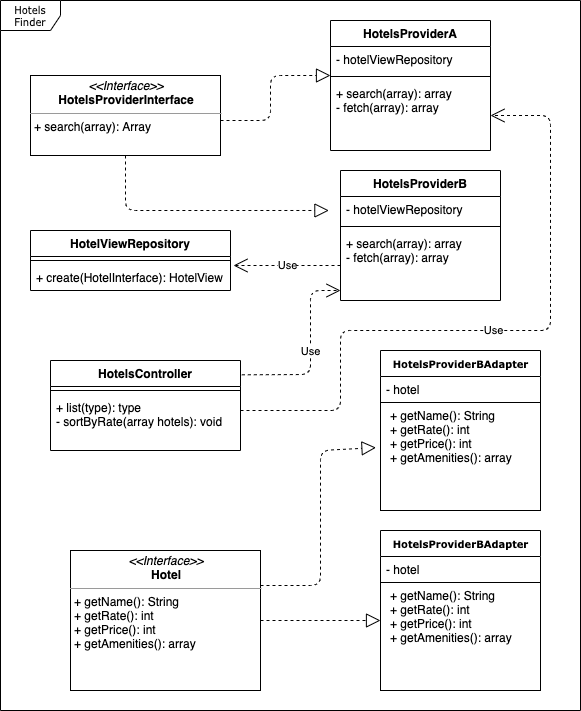 Hotels
Finder
HotelsProviderA
- hotelViewRepository
+ search(array): array
- fetch(array): array
<<Interface>>
HotelsProviderInterface
+ search(array): Array
HotelsProviderB
- hotelViewRepository
+ search(array): array
- fetch(array): array
HotelViewRepository
+ create(HotelInterface): HotelView
Use
Use
Use
HotelsController
+ list(type): type
- sortByRate(array hotels): void
HotelsProviderBAdapter
- hotel
+ getName(): String
+ getRate(): int
+ getPrice(): int
+ getAmenities(): array
<<Interface>>
Hotel
+ getName(): String
+ getRate(): int
+ getPrice(): int
+ getAmenities(): array
HotelsProviderBAdapter
- hotel
+ getName(): String
+ getRate(): int
+ getPrice(): int
+ getAmenities(): array